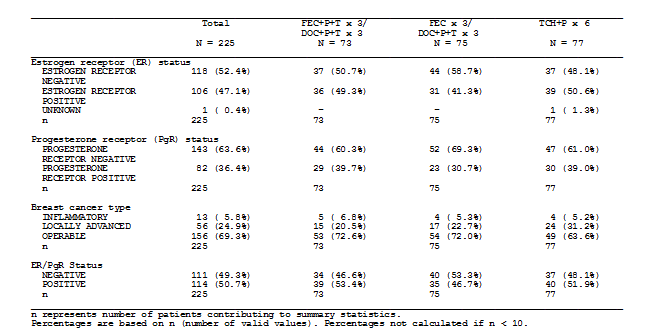 Total FEC+P+T x 3/ FEC x 3/ TCH+P x 6
DOC+P+T x 3 DOC+P+T x 3
N = 225 N = 73 N = 75 N = 77
Estrogen receptor (ER) status
ESTROGEN RECEPTOR 118 (52.4%) 37 (50.7%) 44 (58.7%) 37 (48.1%)
NEGATIVE
ESTROGEN RECEPTOR 106 (47.1%) 36 (49.3%) 31 (41.3%) 39 (50.6%)
POSITIVE
UNKNOWN 1 ( 0.4%) - - 1 ( 1.3%)
n 225 73 75 77
Progesterone receptor (PgR) status
PROGESTERONE 143 (63.6%) 44 (60.3%) 52 (69.3%) 47 (61.0%)
RECEPTOR NEGATIVE
PROGESTERONE 82 (36.4%) 29 (39.7%) 23 (30.7%) 30 (39.0%)
RECEPTOR POSITIVE
n 225 73 75 77
Breast cancer type
INFLAMMATORY 13 ( 5.8%) 5 ( 6.8%) 4 ( 5.3%) 4 ( 5.2%)
LOCALLY ADVANCED 56 (24.9%) 15 (20.5%) 17 (22.7%) 24 (31.2%)
OPERABLE 156 (69.3%) 53 (72.6%) 54 (72.0%) 49 (63.6%)
n 225 73 75 77
ER/PgR Status
NEGATIVE 111 (49.3%) 34 (46.6%) 40 (53.3%) 37 (48.1%)
POSITIVE 114 (50.7%) 39 (53.4%) 35 (46.7%) 40 (51.9%)
n 225 73 75 77
n represents number of patients contributing to summary statistics.
Percentages are based on n (number of valid values). Percentages not calculated if n < 10.